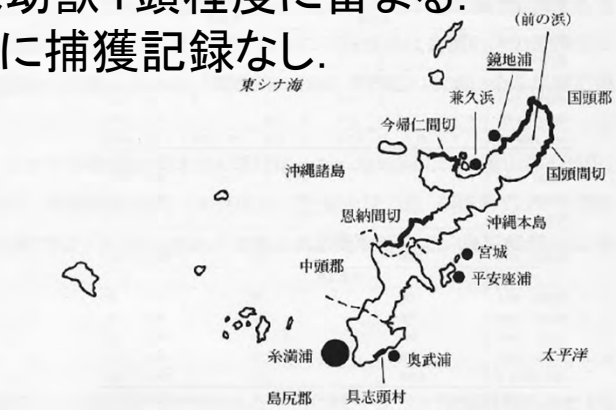 幼獣1頭程度に留まる.
に捕獲記録なし.
(前の浜)
鏡地浦
東シナ海
兼久浜
国頭郡
今帰仁間切
沖縄諸島
国頭間切
恩納間切
沖縄本島
宮城
中頭郡
平安座浦
糸満浦
奥武浦
太平洋
島尻郡
具志頭村